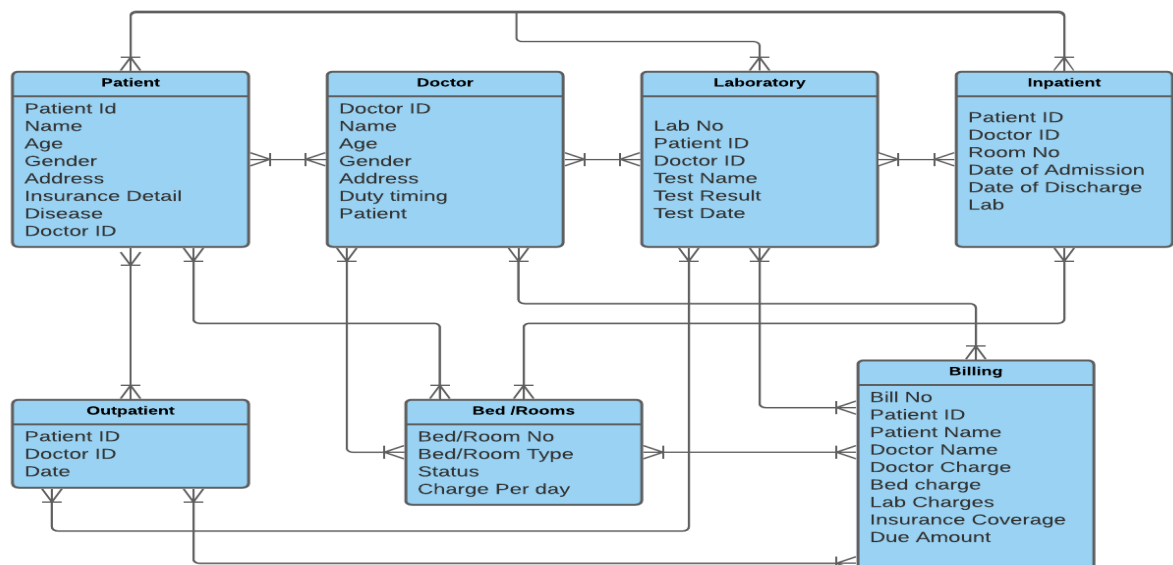 Patient
Patient Id
Name
Age
Gender
Address
Insurance Detail
Disease
Doctor ID
Doctor
Doctor ID
Name
Age
Gender
Address
Duty timing
Patient
Laboratory
Lab No
Patient ID
Doctor ID
Test Name
Test Result
Test Date
Inpatient
Patient ID
Doctor ID
Room No
Date of Admission
Date of Discharge
Lab
Outpatient
Patient ID
Doctor ID
Date
Bed /Rooms
Bed/Room No
Bed/Room Type
Status
Charge Per day
Billing
Bill No
Patient ID
Patient Name
Doctor Name
Doctor Charge
Bed charge
Lab Charges
Insurance Coverage
Due Amount